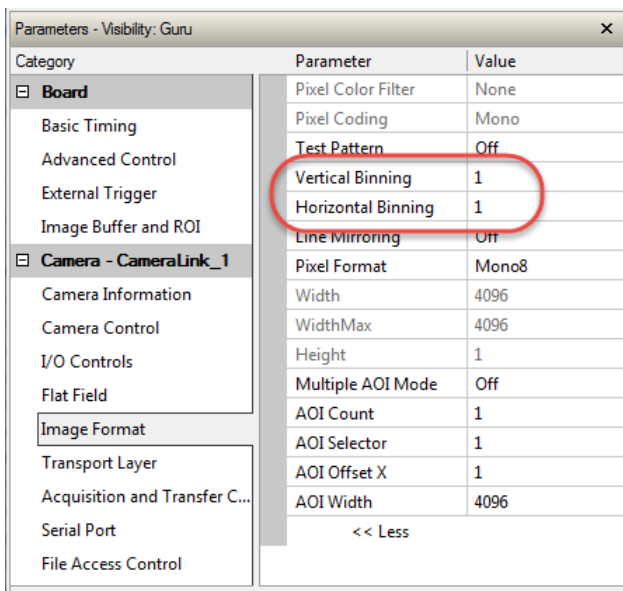 Parameters - Visibility: Guru ×
Category
Board
Basic Timing
Advanced Control
External Trigger
Image Buffer and ROI
Camera - CameraLink_1
Camera Information
Camera Control
I/O Controls
Flat Field
Image Format
Transport Layer
Acquisition and Transfer C...
Serial Port
File Access Control
Parameter Value
Pixel Color Filter None
Pixel Coding Mono
Test Pattern Off
Vertical Binning 1
Horizontal Binning 1
Line Mirroring Off
Pixel Format Mono8
Width 4096
WidthMax 4096
Height 1
Multiple AOI Mode Off
AOI Count 1
AOI Selector 1
AOI Offset X 1
AOI Width 4096
<< Less